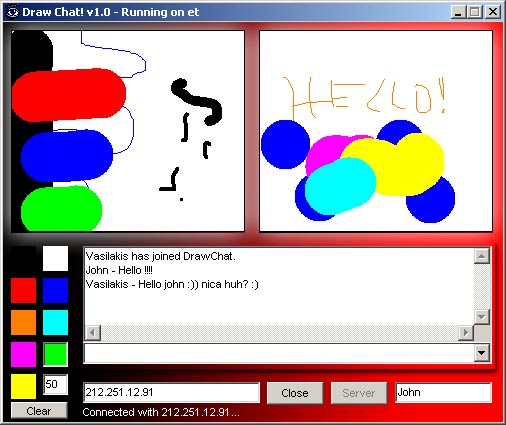 Draw Chat! v1.0 - Running on et
HELLO!
Vasilakis has joined DrawChat.
John - Hello !!!!
Vasilakis - Hello john :)) nica huh? :)
50
212.251.12.91
Close
Server
John
Clear
Connected with 212.251.12.91...